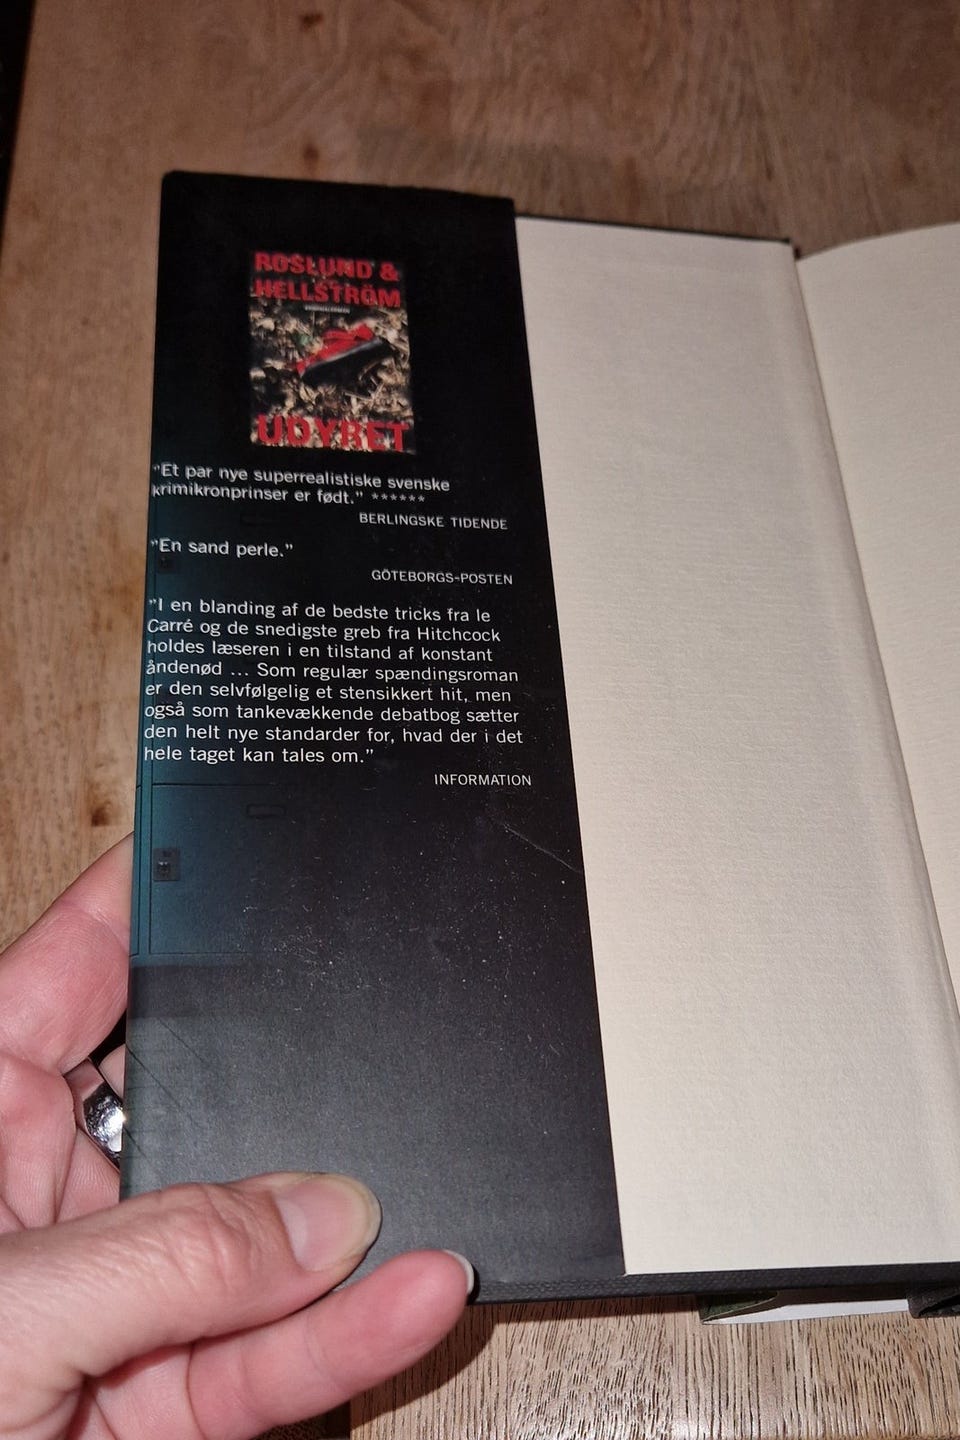 ROSLUND &
HELLSTRÖM
UDYRET
"Et par nye superrealistiske svenske
krimikronprinser er født." ******
BERLINGSKE TIDENDE
"En sand perle."
GÖTEBORGS-POSTEN
"I en blanding af de bedste tricks fra le
Carré og de snedigste greb fra Hitchcock
holdes læseren i en tilstand af konstant
åndenød ... Som regulær spændingsroman
er den selvfølgelig et stensikkert hit, men
også som tankevækkende debatbog sætter
den helt nye standarder for, hvad der i det
hele taget kan tales om."
INFORMATION